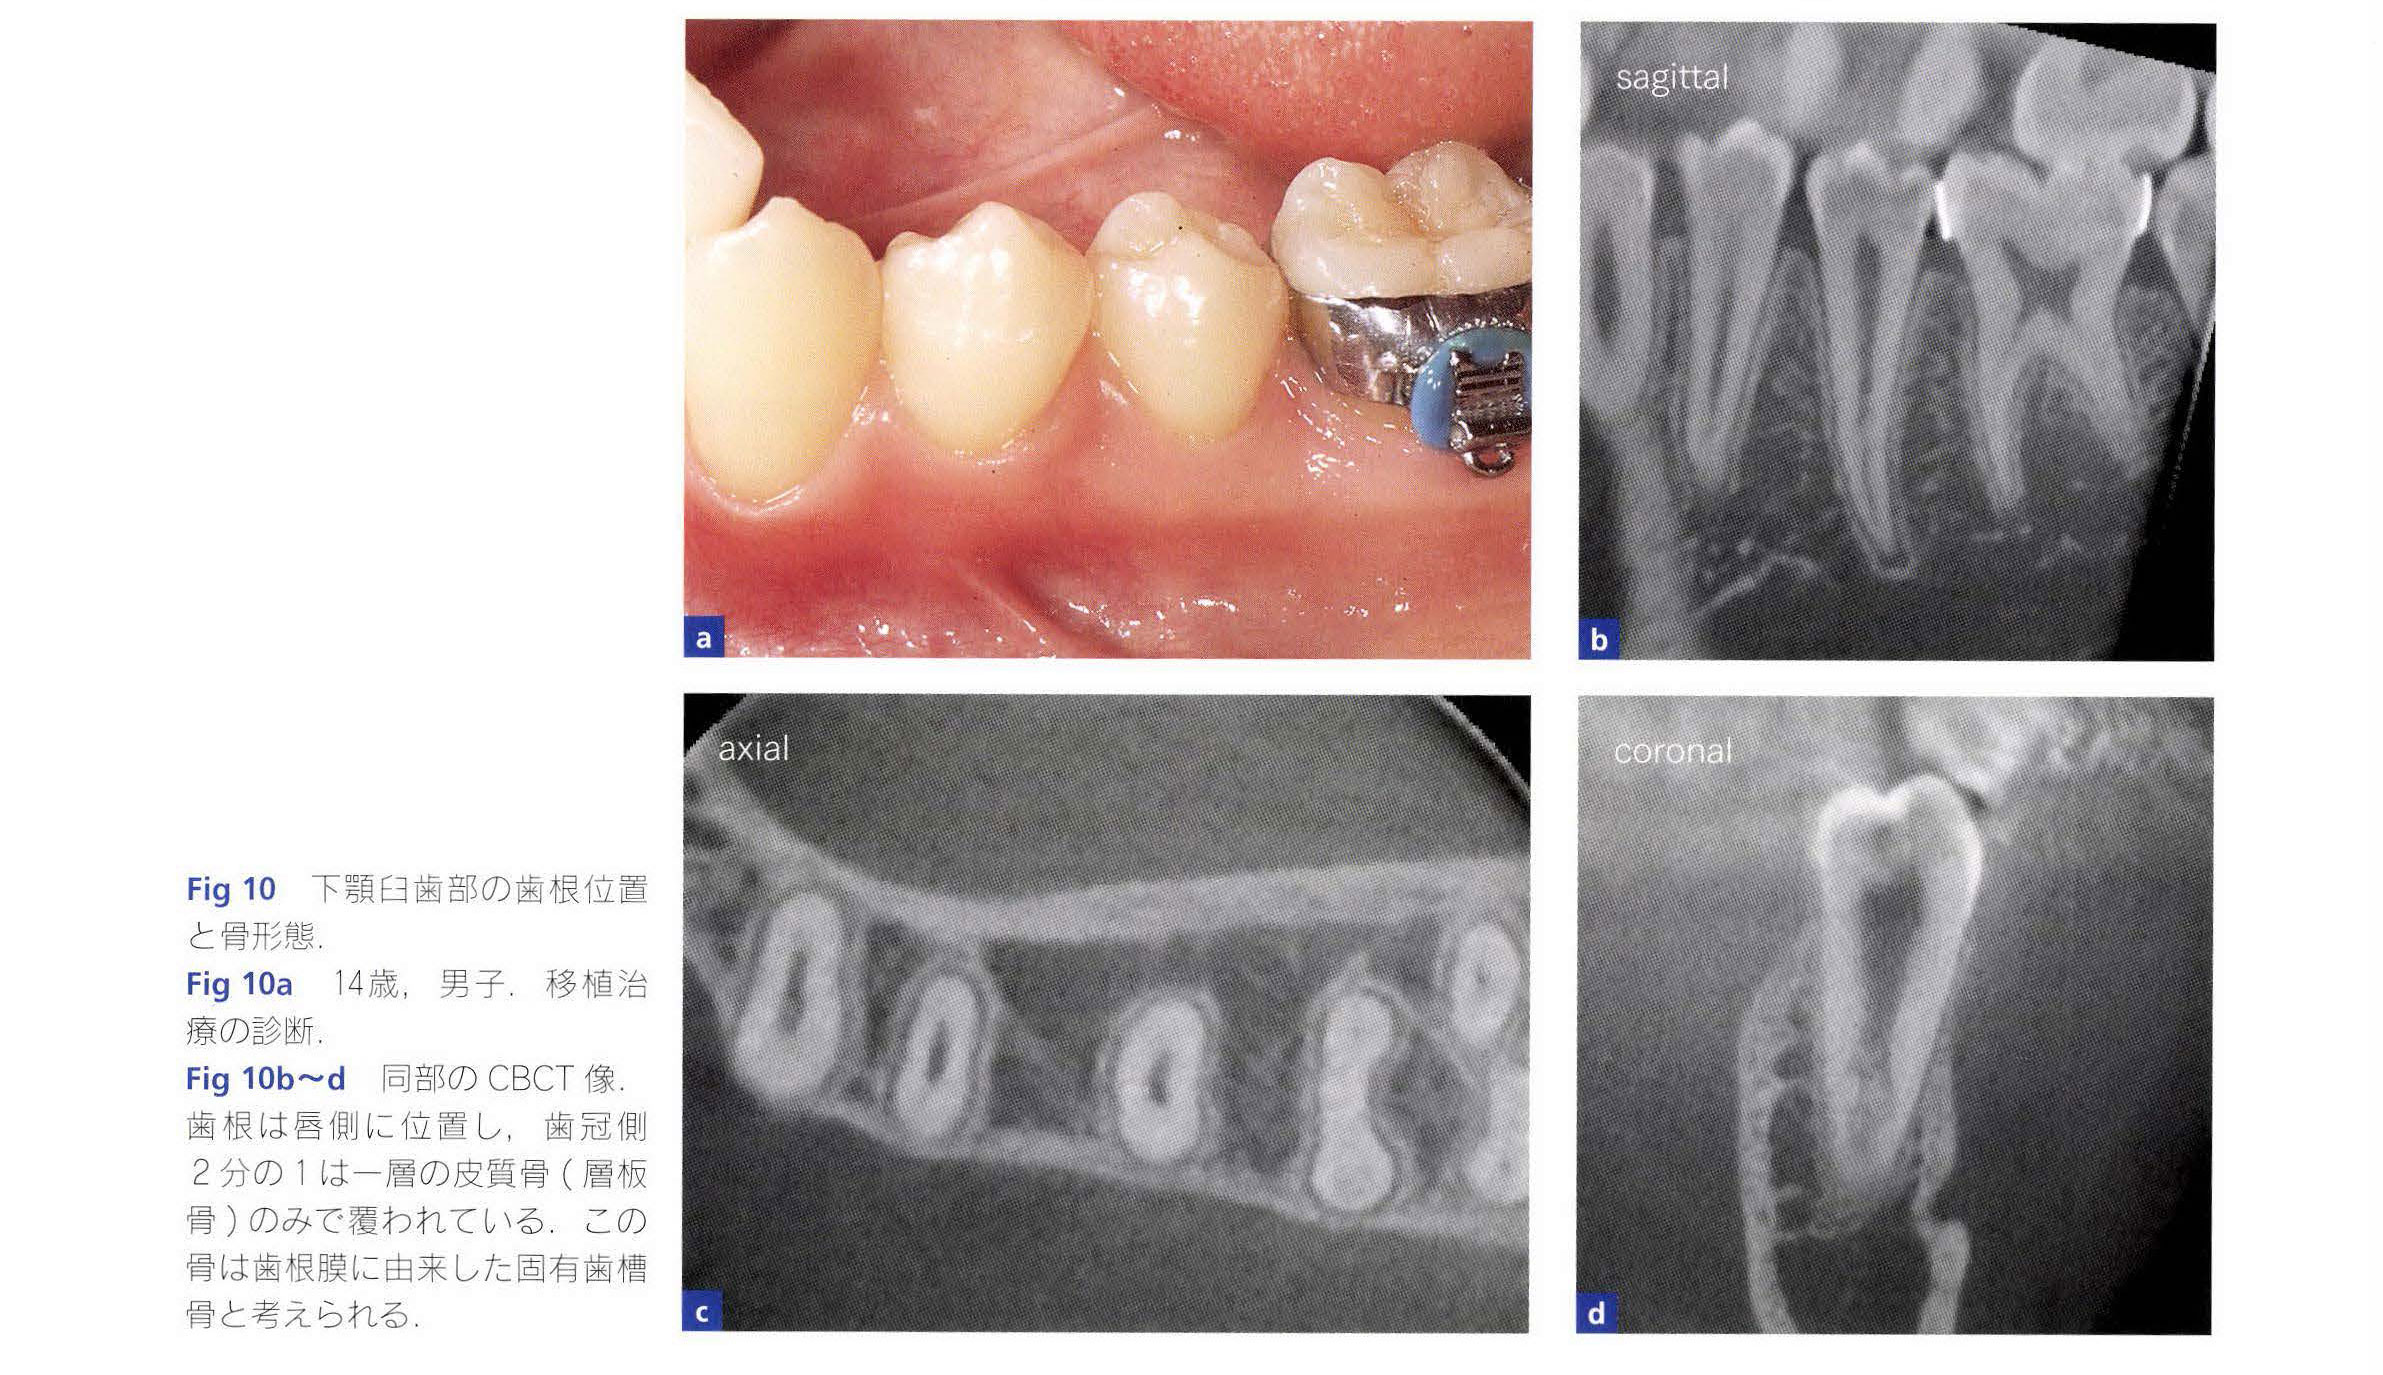 sagittal
a
b
axial
coronal
c
d
Fig 10 下顎臼歯部の歯根位置
と骨形態.
Fig 10a 14歳, 男子. 移植治
療の診断.
Fig 10b〜d 同部の CBCT 像.
歯根は唇側に位置し, 歯冠側
2分の1は一層の皮質骨(層板
骨)のみで覆われている. この
骨は歯根膜に由来した固有歯槽
骨と考えられる.